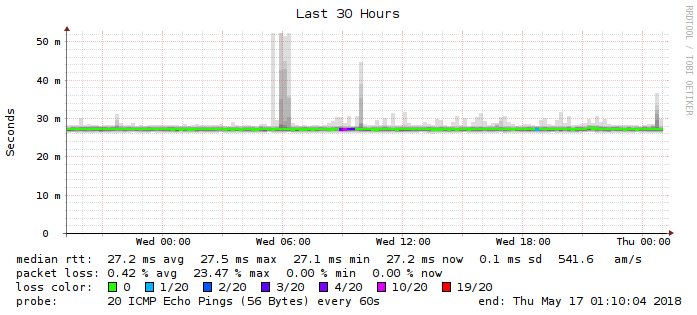 Last 30 Hours
RRDTOOL / TOBI OETIKER
Seconds
50 m
40 m
30 m
20 m
10 m
0
Wed 00:00 Wed 06:00 Wed 12:00 Wed 18:00 Thu 00:00
median rtt: 27.2 ms avg 27.5 ms max 27.1 ms min 27.2 ms now 0.1 ms sd 541.6 am/s
packet loss: 0.42 % avg 23.47 % max 0.00 % min 0.00 % now
loss color: 0 1/20 2/20 3/20 4/20 10/20 19/20
probe: 20 ICMP Echo Pings (56 Bytes) every 60s end: Thu May 17 01:10:04 2018